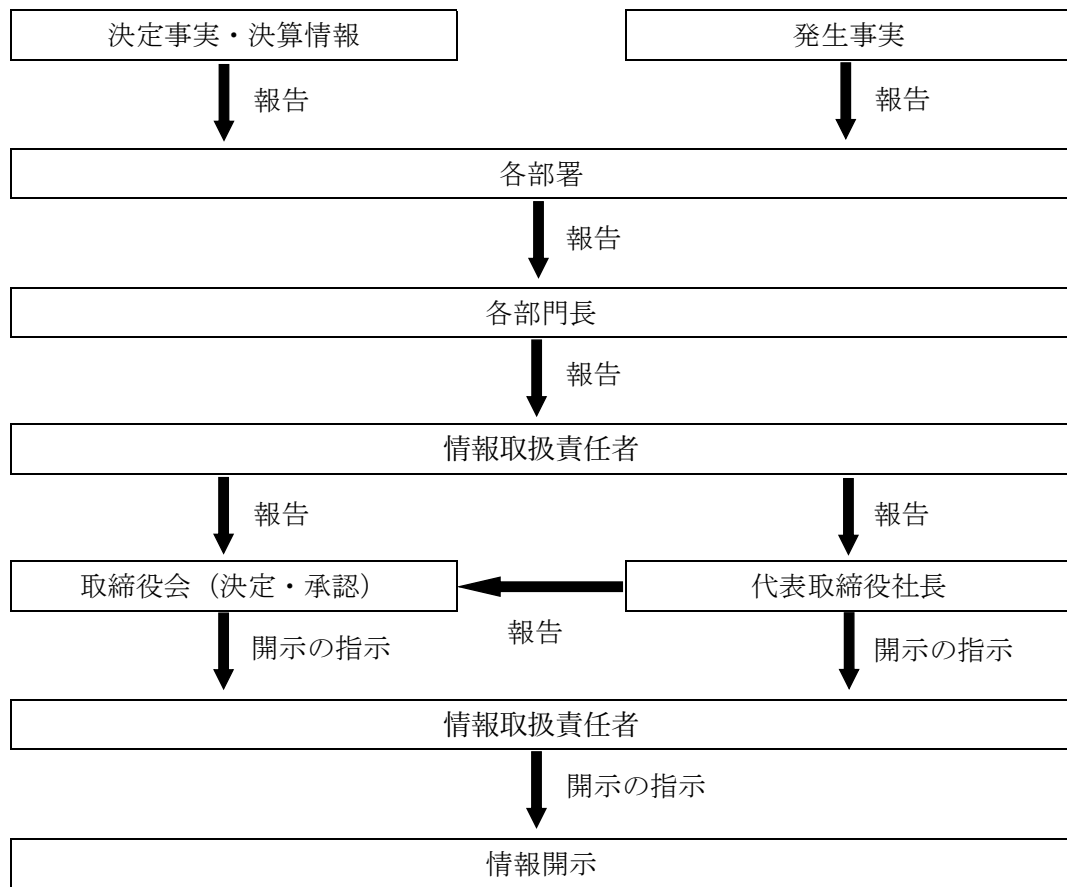 決定事実・決算情報
発生事実
報告
報告
各部署
報告
各部門長
報告
情報取扱責任者
報告
報告
取締役会（決定・承認）
代表取締役社長
報告
開示の指示
開示の指示
情報取扱責任者
開示の指示
情報開示